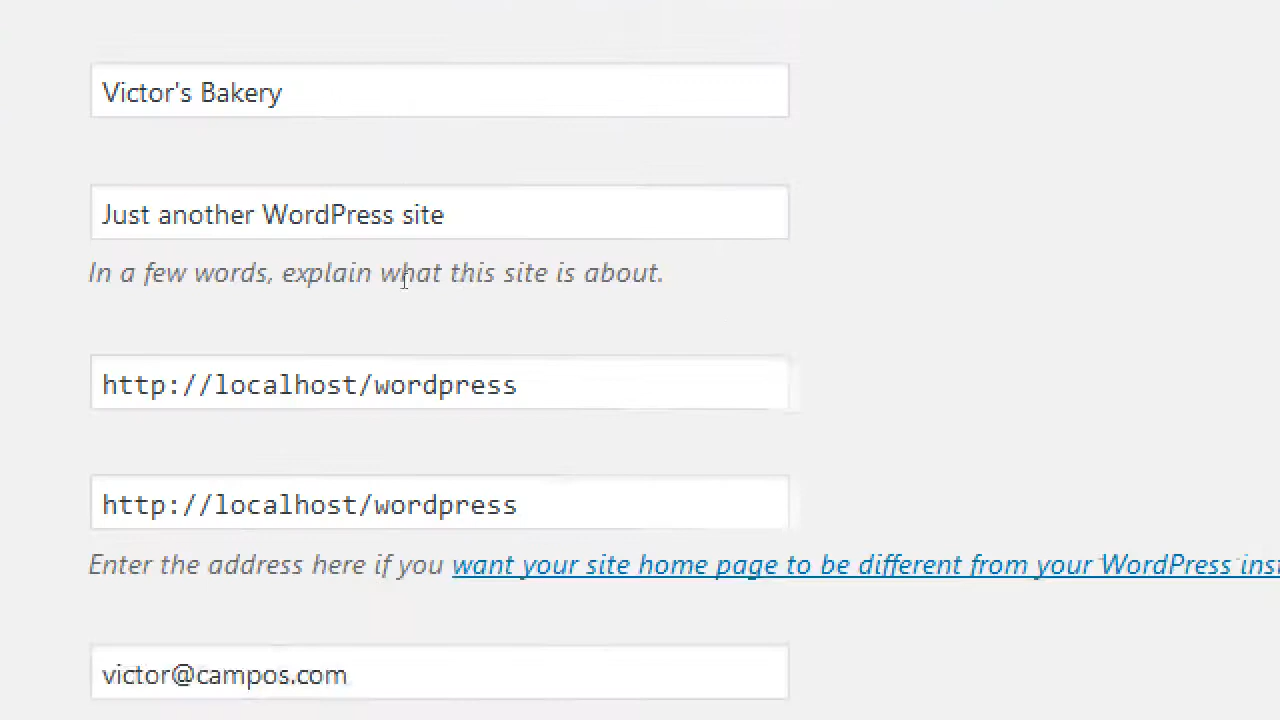 Victor's Bakery
Just another WordPress site
In a few words, explain what this site is about.
http://localhost/wordpress
http://localhost/wordpress
Enter the address here if you want your site home page to be different from your WordPress inst
victor@campos.com